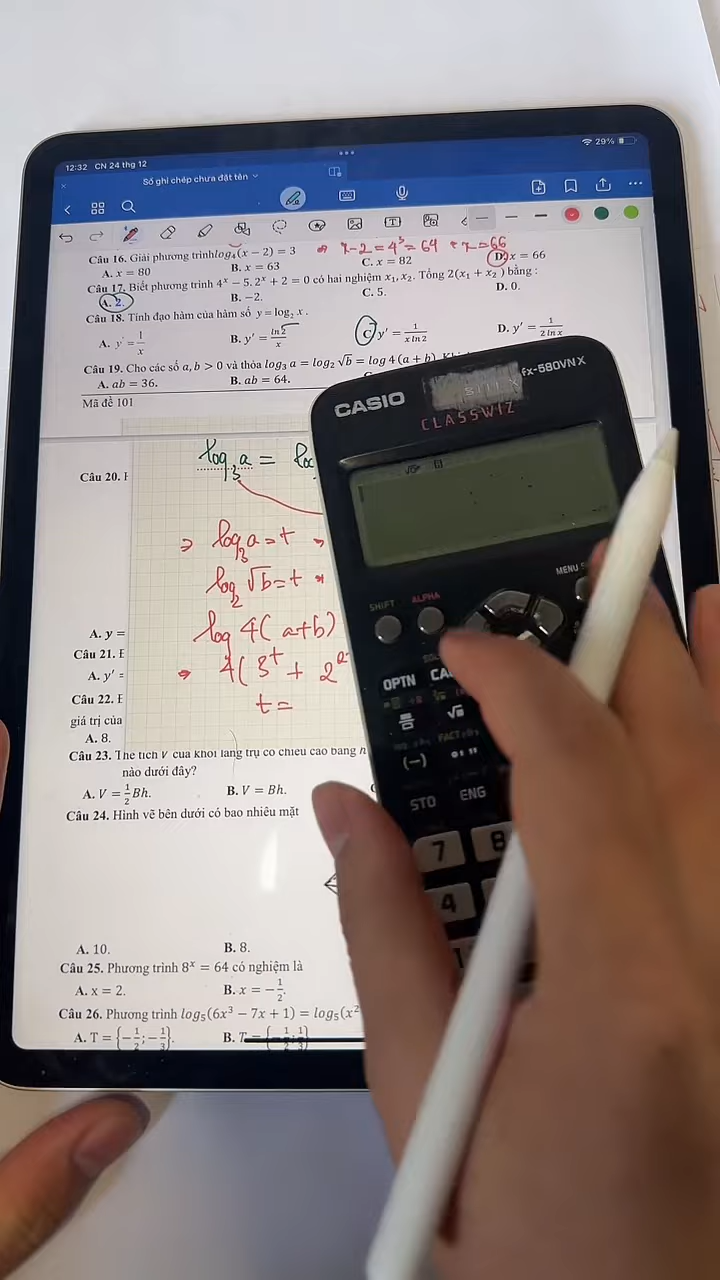 12:32 CN 24 thg 12
29%
Sổ ghi chép chưa đặt tên
Câu 16. Giải phương trình log₄(x − 2) = 3 ⇒ x−2 = 4³ = 64 x = 66
A. x = 80 B. x = 63 C. x = 82 D. x = 66
Câu 17. Biết phương trình 4ˣ − 5.2ˣ + 2 = 0 có hai nghiệm x₁, x₂. Tổng 2(x₁ + x₂) bằng :
A. 2. B. −2. C. 5. D. 0.
Câu 18. Tính đạo hàm của hàm số y = log₂ x .
A. y' = 1/x B. y' = ln2/x C y' = 1/(x ln2) D. y' = 1/(2 ln x)
Câu 19. Cho các số a, b > 0 và thỏa log₃ a = log₂ √b = log 4(a + b).
A. ab = 36. B. ab = 64.
Mã đề 101
CASIO fx-580VNX
CLASSWIZ
Câu 20.
log₃ a =
⇒ log₃ a = t
log₂ √b = t
log 4(a+b)
⇒ 4(3ᵗ + 2
t =
SHIFT ALPHA MENU
OPTN
STO ENG
7 8
4
A. y =
Câu 21.
A. y' =
Câu 22.
giá trị của
A. 8.
Câu 23. Thể tích V của khối lăng trụ có chiều cao bằng h
nào dưới đây?
A. V = 1/2 Bh. B. V = Bh.
Câu 24. Hình vẽ bên dưới có bao nhiêu mặt
A. 10. B. 8.
Câu 25. Phương trình 8ˣ = 64 có nghiệm là
A. x = 2. B. x = −1/2.
Câu 26. Phương trình log₅(6x³ − 7x + 1) = log₅(x²
A. T = {−1/2; −1/3}. B. T =